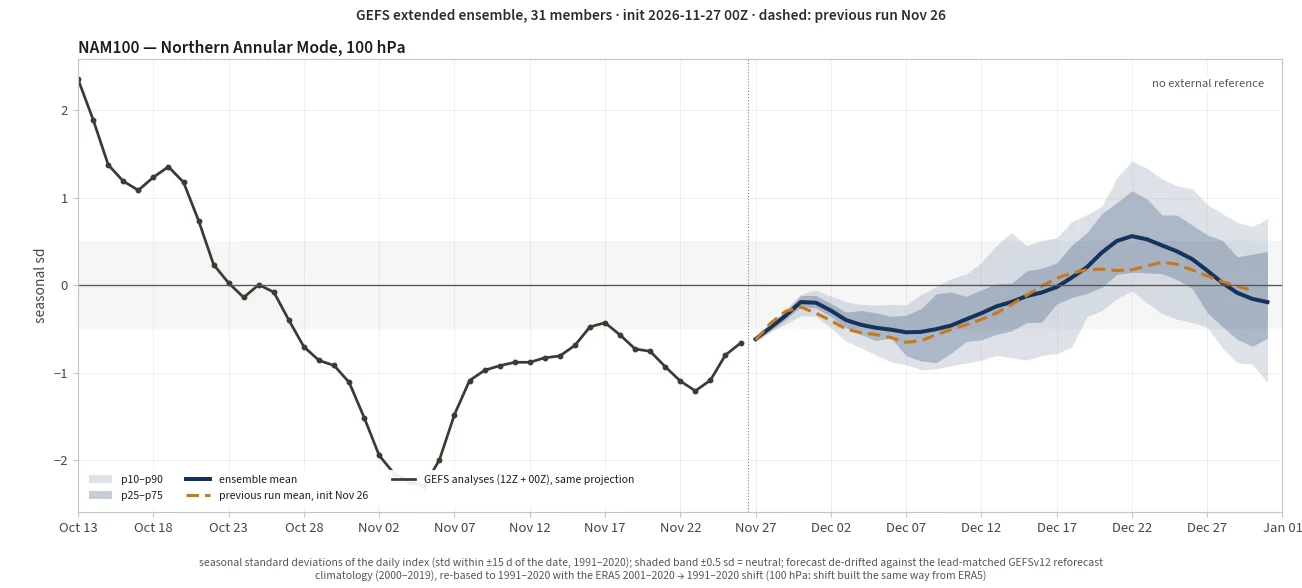 GEFS extended ensemble, 31 members · init 2026-11-27 00Z · dashed: previous run Nov 26
NAM100 — Northern Annular Mode, 100 hPa
no external reference
seasonal sd
2
1
0
−1
−2
p10–p90
p25–p75
ensemble mean
previous run mean, init Nov 26
GEFS analyses (12Z + 00Z), same projection
Oct 13
Oct 18
Oct 23
Oct 28
Nov 02
Nov 07
Nov 12
Nov 17
Nov 22
Nov 27
Dec 02
Dec 07
Dec 12
Dec 17
Dec 22
Dec 27
Jan 01
seasonal standard deviations of the daily index (std within ±15 d of the date, 1991–2020); shaded band ±0.5 sd = neutral; forecast de-drifted against the lead-matched GEFSv12 reforecast
climatology (2000–2019), re-based to 1991–2020 with the ERA5 2001–2020 → 1991–2020 shift (100 hPa: shift built the same way from ERA5)